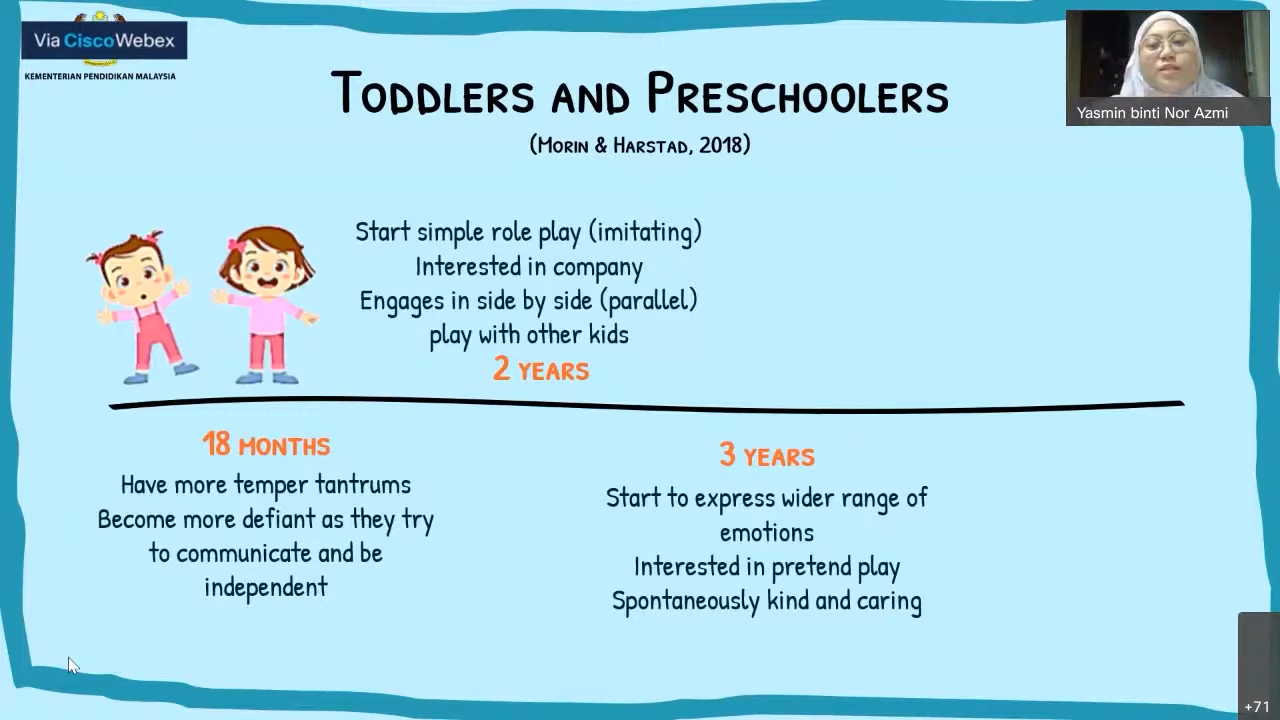 Via CiscoWebex
KEMENTERIAN PENDIDIKAN MALAYSIA
TODDLERS AND PRESCHOOLERS
(MORIN & HARSTAD, 2018)
Yasmin binti Nor Azmi
Start simple role play (imitating)
Interested in company
Engages in side by side (parallel)
play with other kids
2 YEARS
18 MONTHS
Have more temper tantrums
Become more defiant as they try
to communicate and be
independent
3 YEARS
Start to express wider range of
emotions
Interested in pretend play
Spontaneously kind and caring
+71